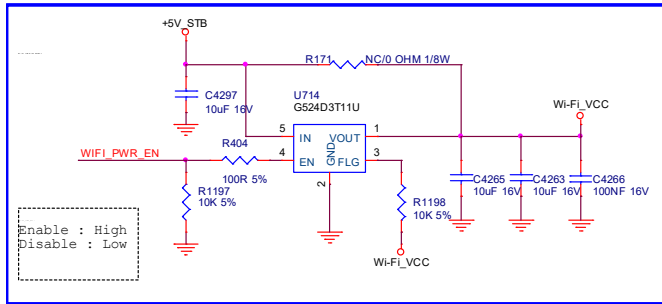 +5V_STB
R171
NC/0 OHM 1/8W
U714
G524D3T11U
C4297
10uF 16V
Wi-Fi_VCC
5
IN
VOUT
1
R404
WIFI_PWR_EN
4
EN
GND
FLG
3
100R 5%
2
C4265
10uF 16V
C4263
10uF 16V
C4266
100NF 16V
R1197
10K 5%
R1198
10K 5%
Enable : High
Disable : Low
Wi-Fi_VCC